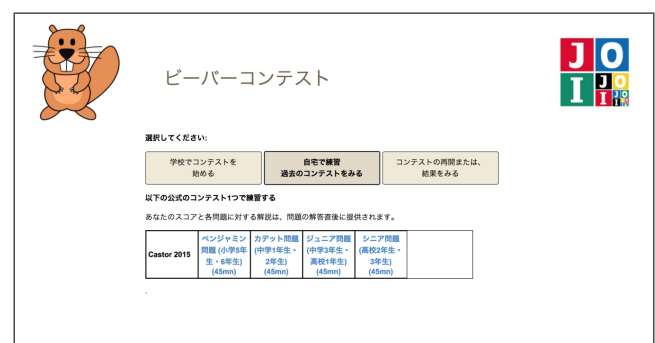 ビーバーコンテスト
JO
I JO
I JO
I
選択してください:
学校でコンテストを
始める
自宅で練習
過去のコンテストをみる
コンテストの再開または、
結果をみる
以下の公式のコンテスト1つで練習する
あなたのスコアと各問題に対する解説は、問題の解答直後に提供されます。
Castor 2015
ベンジャミン
問題 (小学5年
生・6年生)
(45mn)
カデット問題
(中学1年生・
2年生)
(45mn)
ジュニア問題
(中学3年生・
高校1年生)
(45mn)
シニア問題
(高校2年生・
3年生)
(45mn)
.